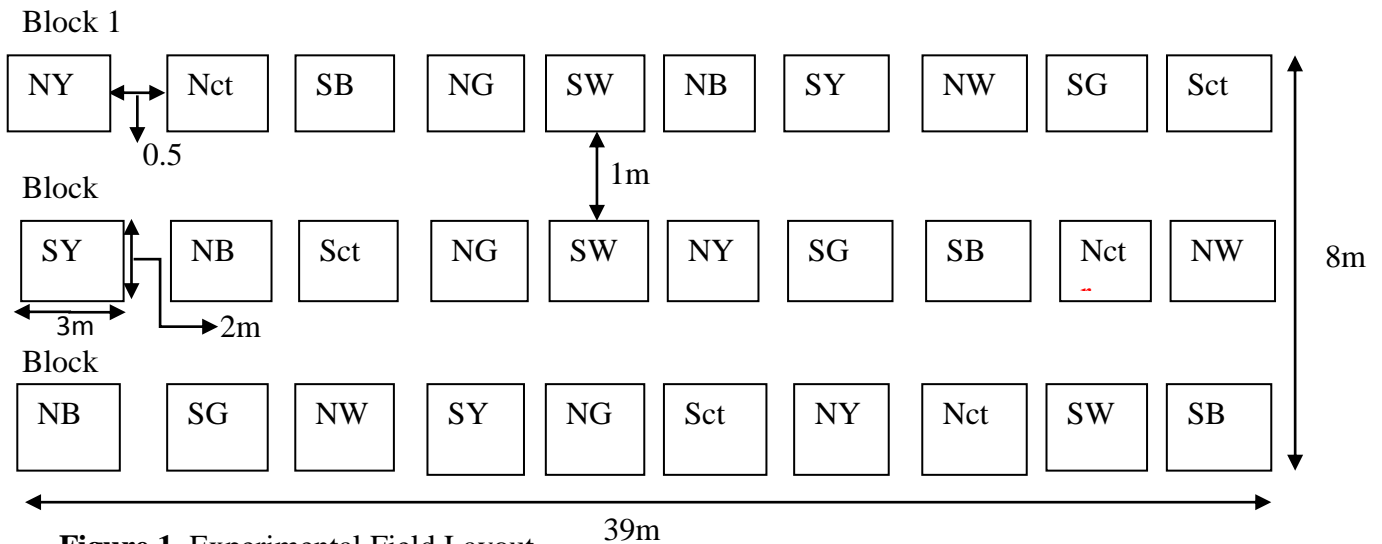 Block 1
NY Nct SB NG SW NB SY NW SG Sct
0.5
1m
Block
SY NB Sct NG SW NY SG SB Nct NW
8m
3m
2m
Block
NB SG NW SY NG Sct NY Nct SW SB
39m
Figure 1. Experimental Field Layout